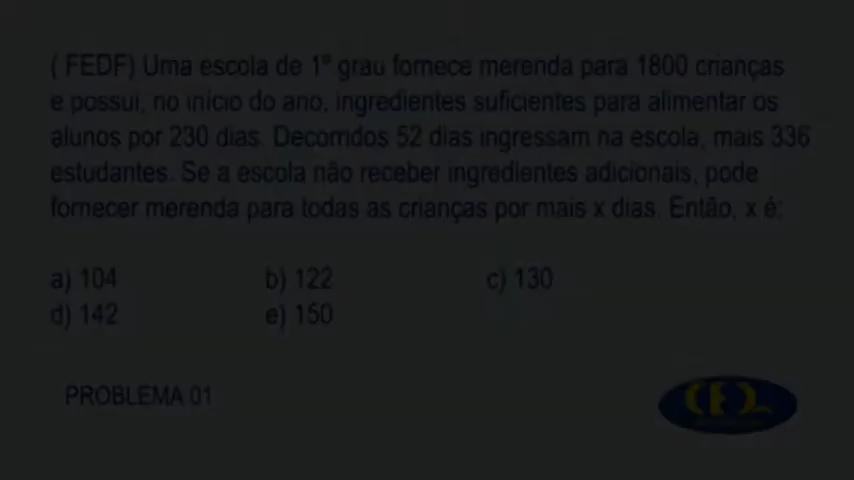 ( FEDF) Uma escola de 1º grau fornece merenda para 1800 crianças
e possui, no início do ano, ingredientes suficientes para alimentar os
alunos por 230 dias. Decorridos 52 dias ingressam na escola, mais 336
estudantes. Se a escola não receber ingredientes adicionais, pode
fornecer merenda para todas as crianças por mais x dias. Então, x é:
a) 104 b) 122 c) 130
d) 142 e) 150
PROBLEMA 01